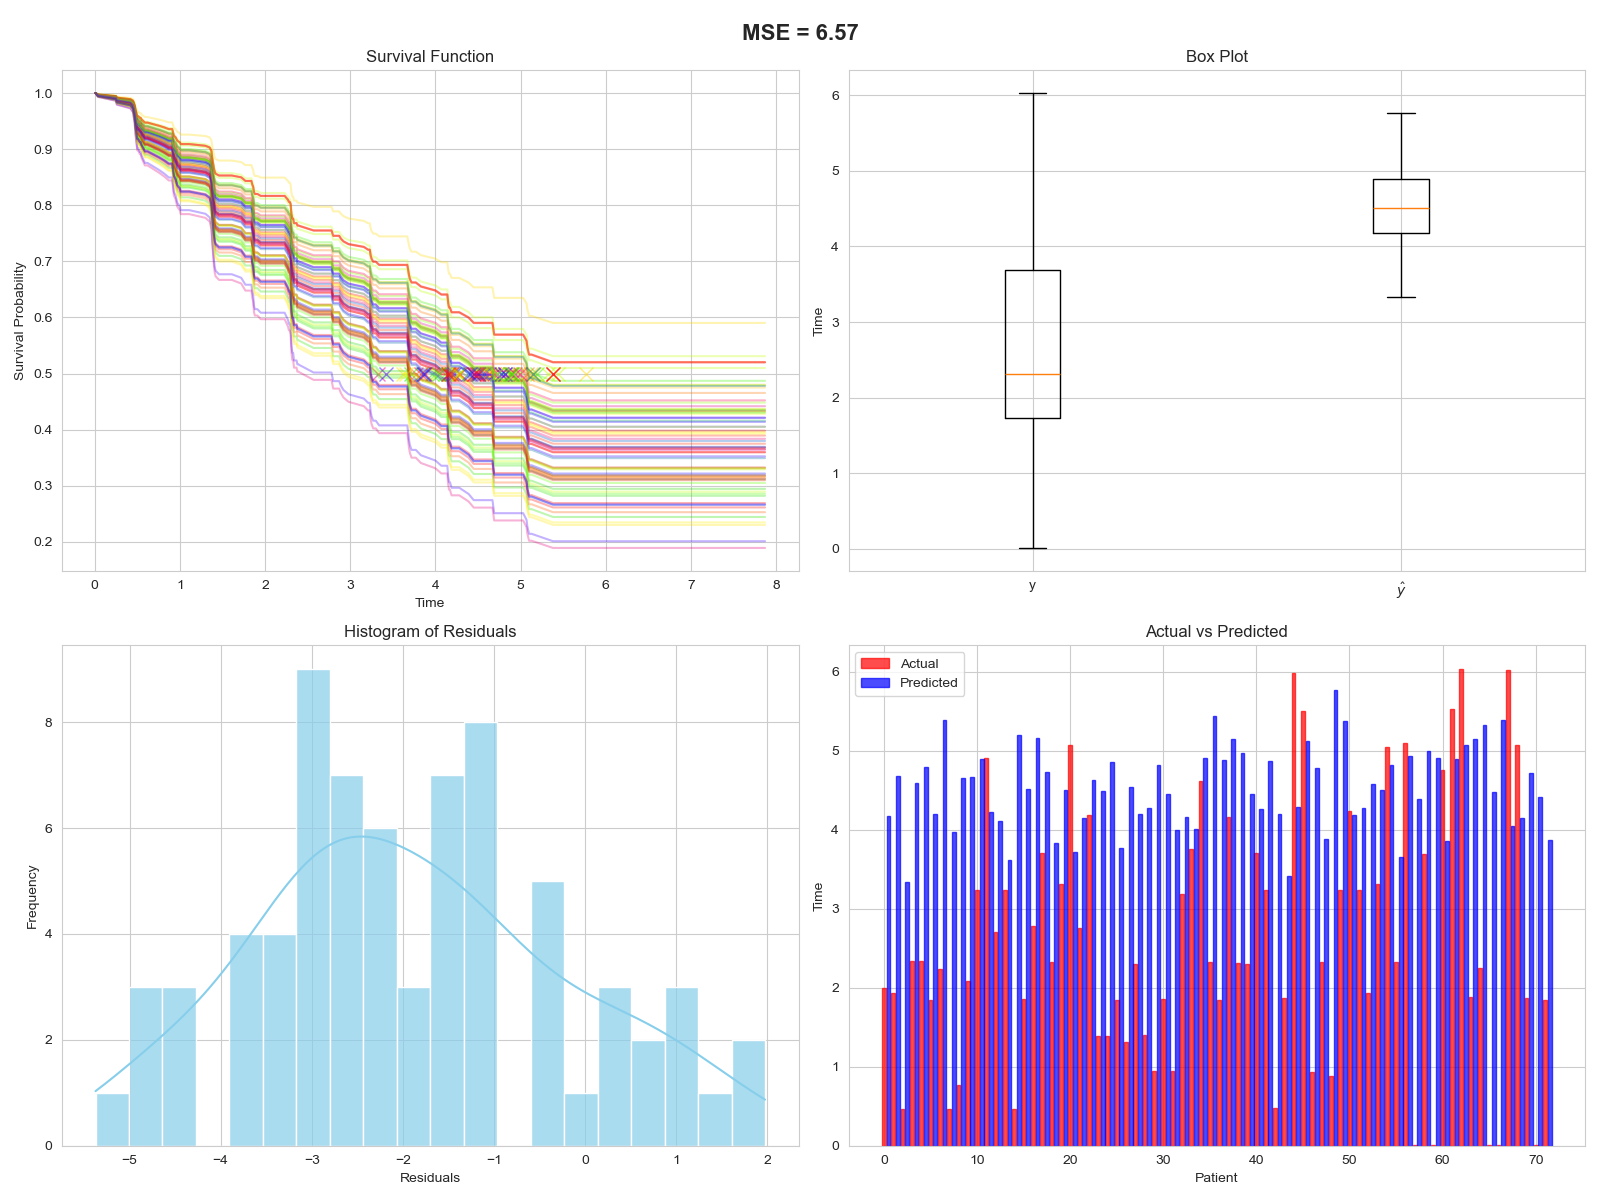 MSE = 6.57
Survival Function
Survival Probability
1.0
0.9
0.8
0.7
0.6
0.5
0.4
0.3
0.2
0 1 2 3 4 5 6 7 8
Time
Box Plot
Time
6
5
4
3
2
1
0
y ŷ
Histogram of Residuals
Frequency
8
6
4
2
0
−5 −4 −3 −2 −1 0 1 2
Residuals
Actual vs Predicted
Actual
Predicted
Time
6
5
4
3
2
1
0
0 10 20 30 40 50 60 70
Patient